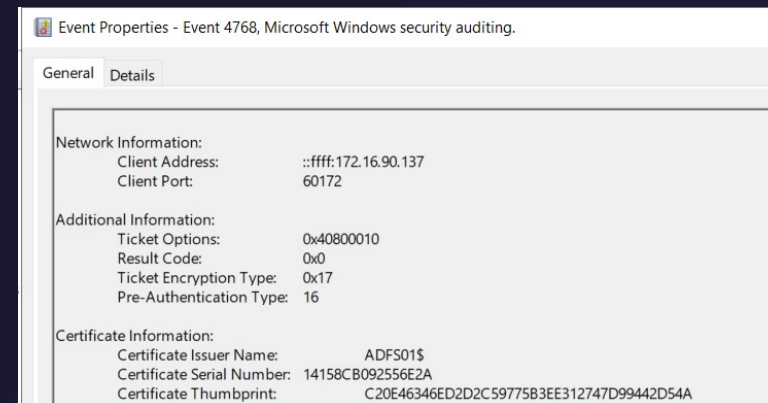 Event Properties - Event 4768, Microsoft Windows security auditing.
General Details
Network Information:
Client Address: ::ffff:172.16.90.137
Client Port: 60172
Additional Information:
Ticket Options: 0x40800010
Result Code: 0x0
Ticket Encryption Type: 0x17
Pre-Authentication Type: 16
Certificate Information:
Certificate Issuer Name: ADFS01$
Certificate Serial Number: 14158CB092556E2A
Certificate Thumbprint: C20E46346ED2D2C59775B3EE312747D99442D54A